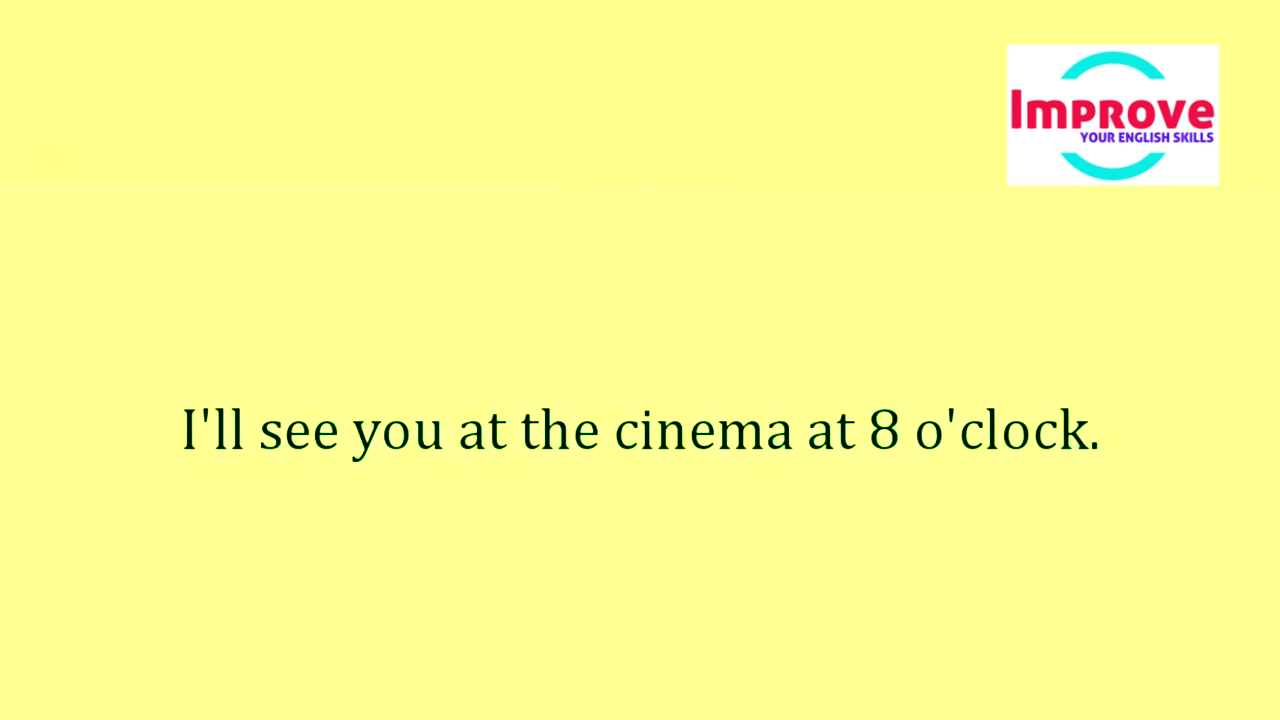 Improve
YOUR ENGLISH SKILLS
I'll see you at the cinema at 8 o'clock.